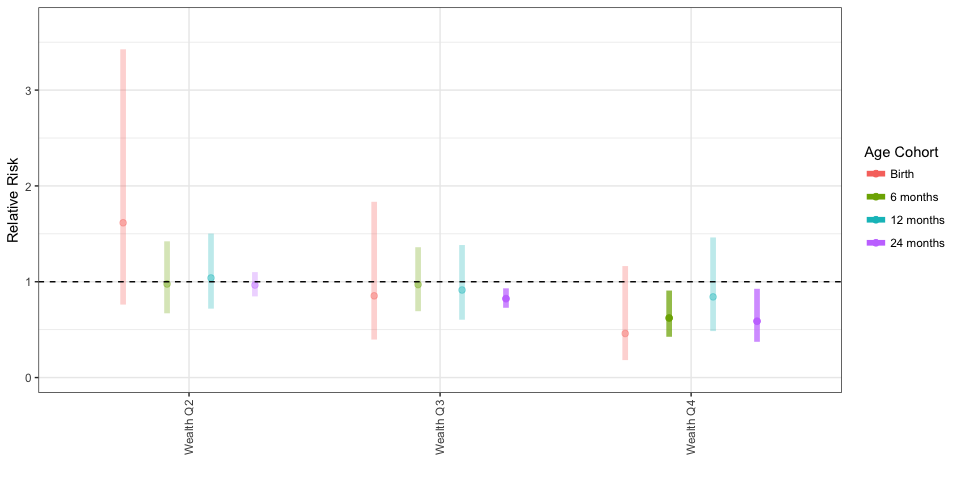 Relative Risk
3
2
1
0
Wealth Q2
Wealth Q3
Wealth Q4
Age Cohort
Birth
6 months
12 months
24 months